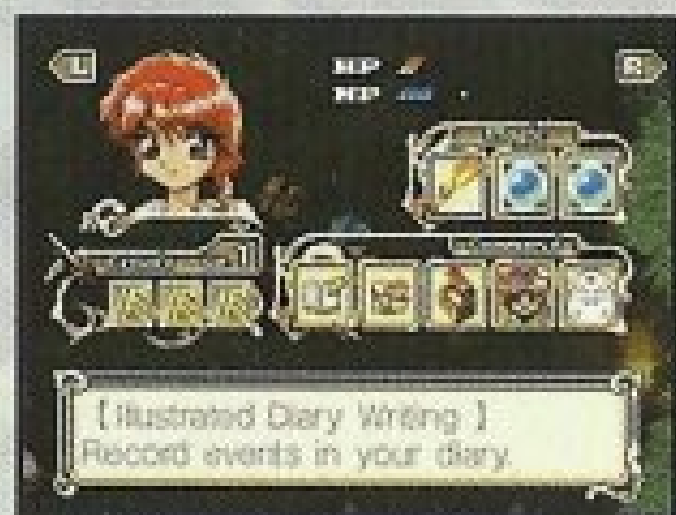 L
HP
R
MP
【Illustrated Diary Writing】
Record events in your diary.